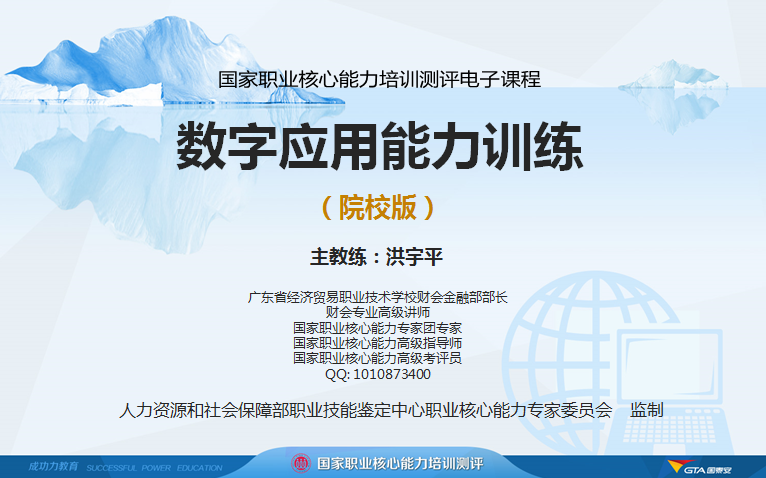 国家职业核心能力培训测评电子课程
数字应用能力训练
（院校版）
主教练：洪宇平
广东省经济贸易职业技术学校财会金融部部长
财会专业高级讲师
国家职业核心能力专家团专家
国家职业核心能力高级指导师
国家职业核心能力高级考评员
QQ: 1010873400
人力资源和社会保障部职业技能鉴定中心职业核心能力专家委员会 监制
成功力教育 SUCCESSFUL POWER EDUCATION
国家职业核心能力培训测评
GTA 国泰安